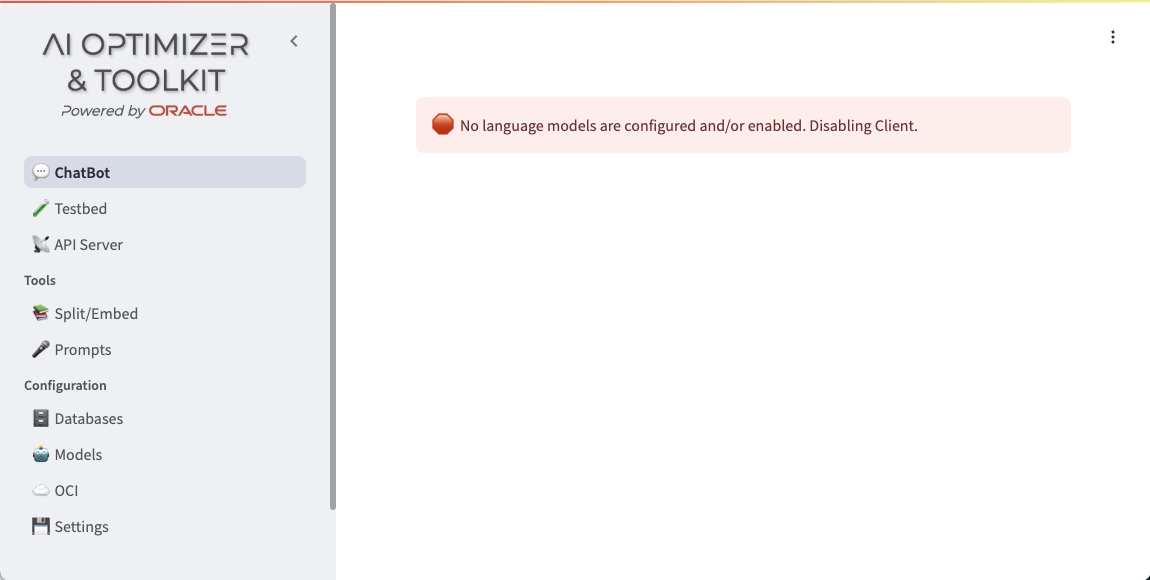 AI OPTIMIZER
& TOOLKIT
Powered by ORACLE
ChatBot
Testbed
API Server
Tools
Split/Embed
Prompts
Configuration
Databases
Models
OCI
Settings
No language models are configured and/or enabled. Disabling Client.